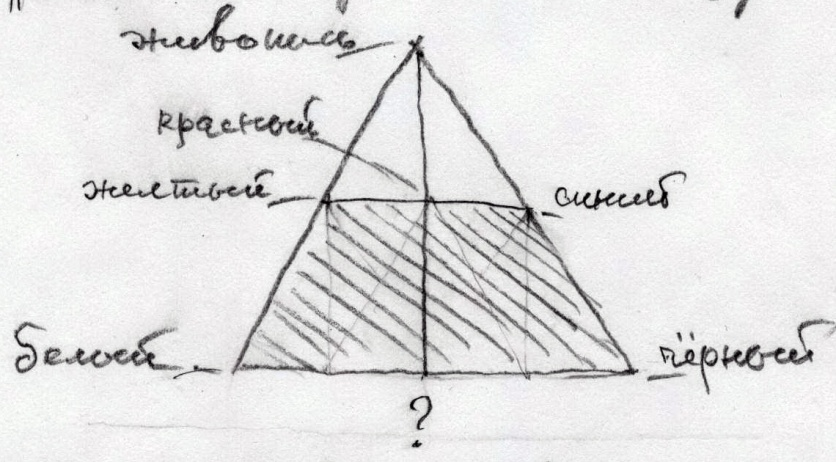 живопись
красный
желтый
синий
белый
чёрный
?